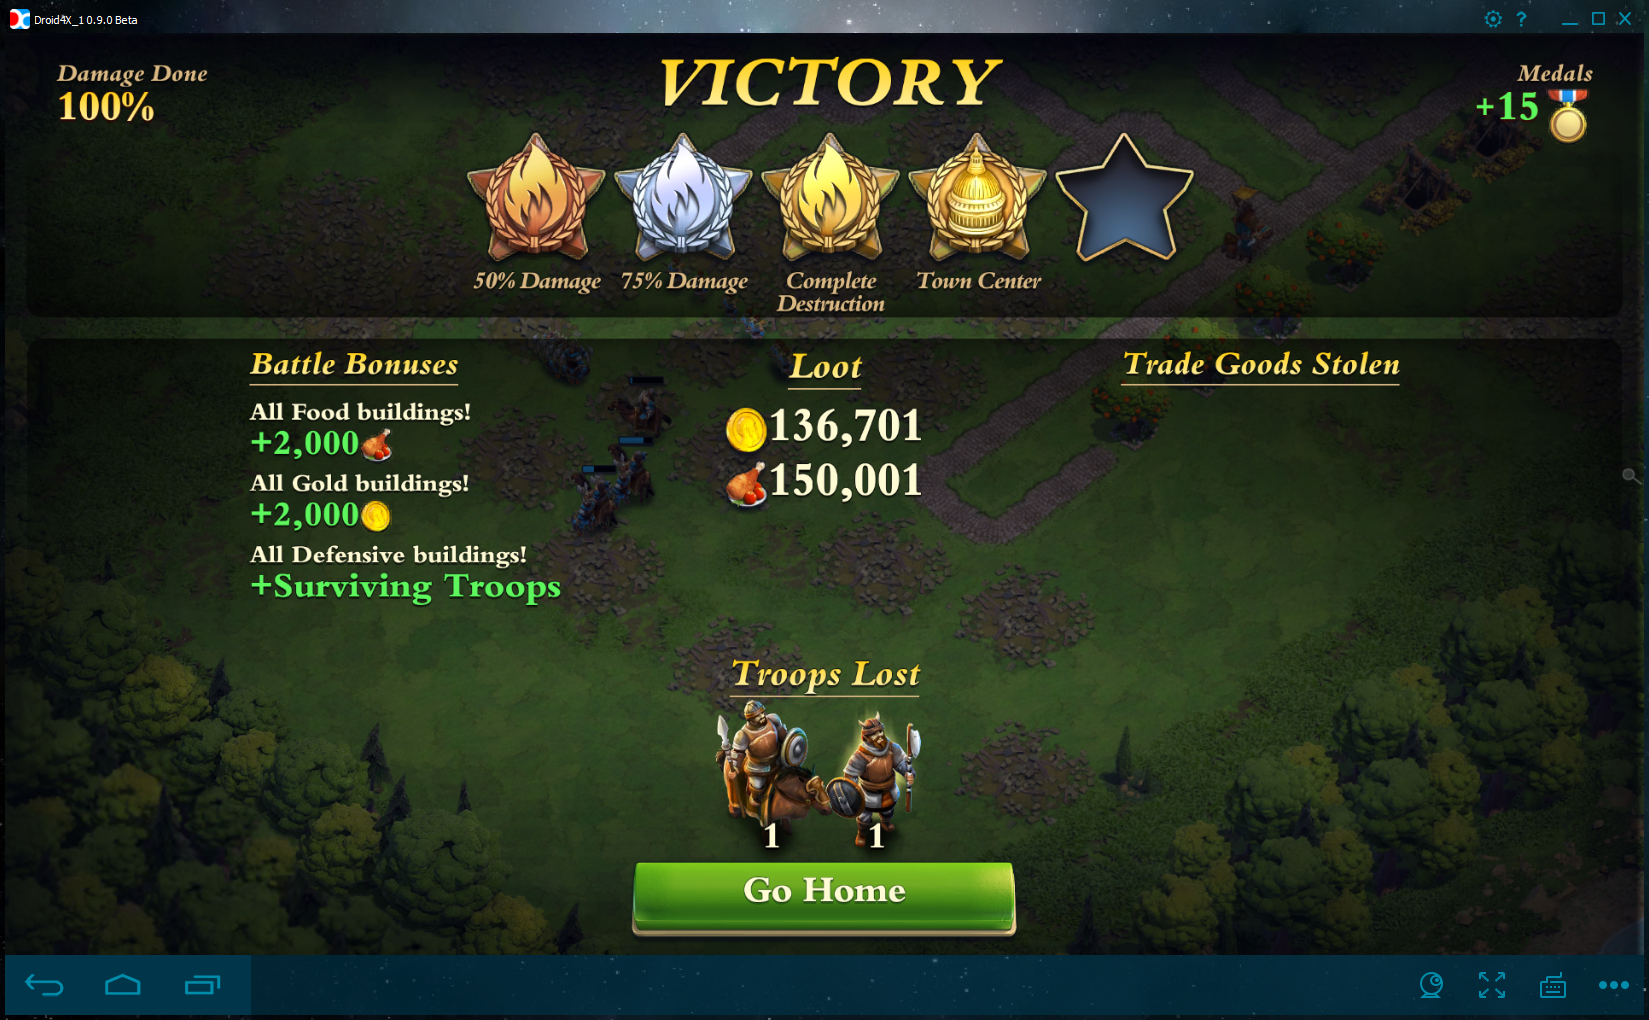 Droid4X_1 0.9.0 Beta
Damage Done
100%
VICTORY
Medals
+15
50% Damage
75% Damage
Complete
Destruction
Town Center
Battle Bonuses
All Food buildings!
+2,000
All Gold buildings!
+2,000
All Defensive buildings!
+Surviving Troops
Loot
136,701
150,001
Trade Goods Stolen
Troops Lost
1
1
Go Home